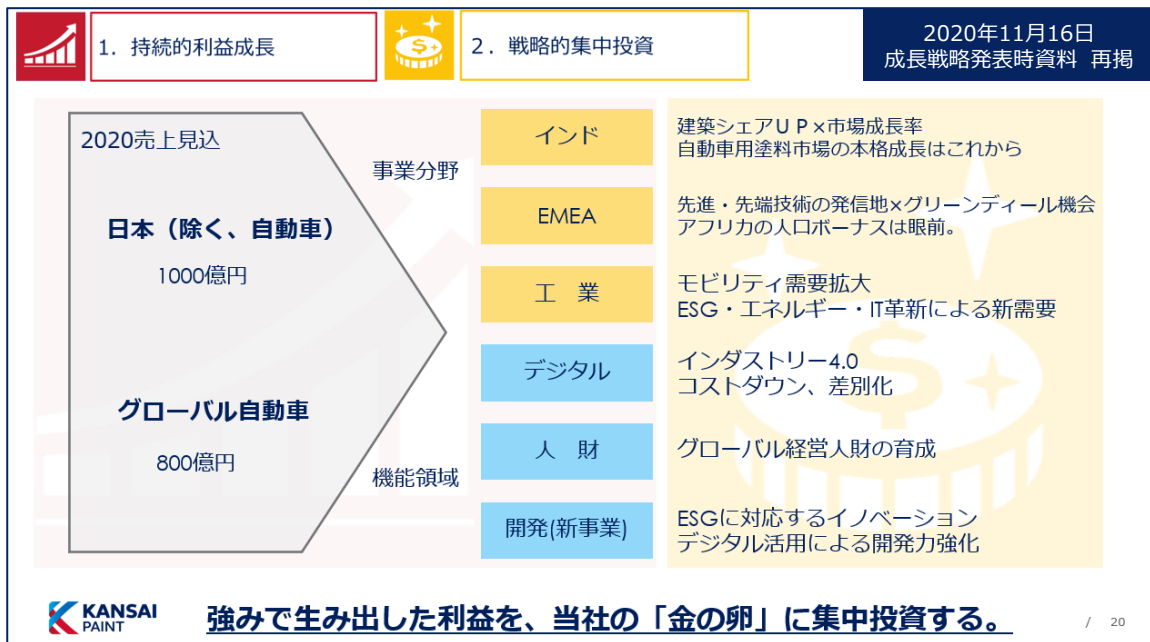 1. 持続的利益成長
2. 戦略的集中投資
2020年11月16日
成長戦略発表時資料 再掲
2020売上見込
日本（除く、自動車）
1000億円
グローバル自動車
800億円
事業分野
機能領域
インド
建築シェアＵＰ×市場成長率
自動車用塗料市場の本格成長はこれから
EMEA
先進・先端技術の発信地×グリーンディール機会
アフリカの人口ボーナスは眼前。
工 業
モビリティ需要拡大
ESG・エネルギー・IT革新による新需要
デジタル
インダストリー4.0
コストダウン、差別化
人 財
グローバル経営人財の育成
開発(新事業)
ESGに対応するイノベーション
デジタル活用による開発力強化
KANSAI
PAINT
強みで生み出した利益を、当社の「金の卵」に集中投資する。
/ 20